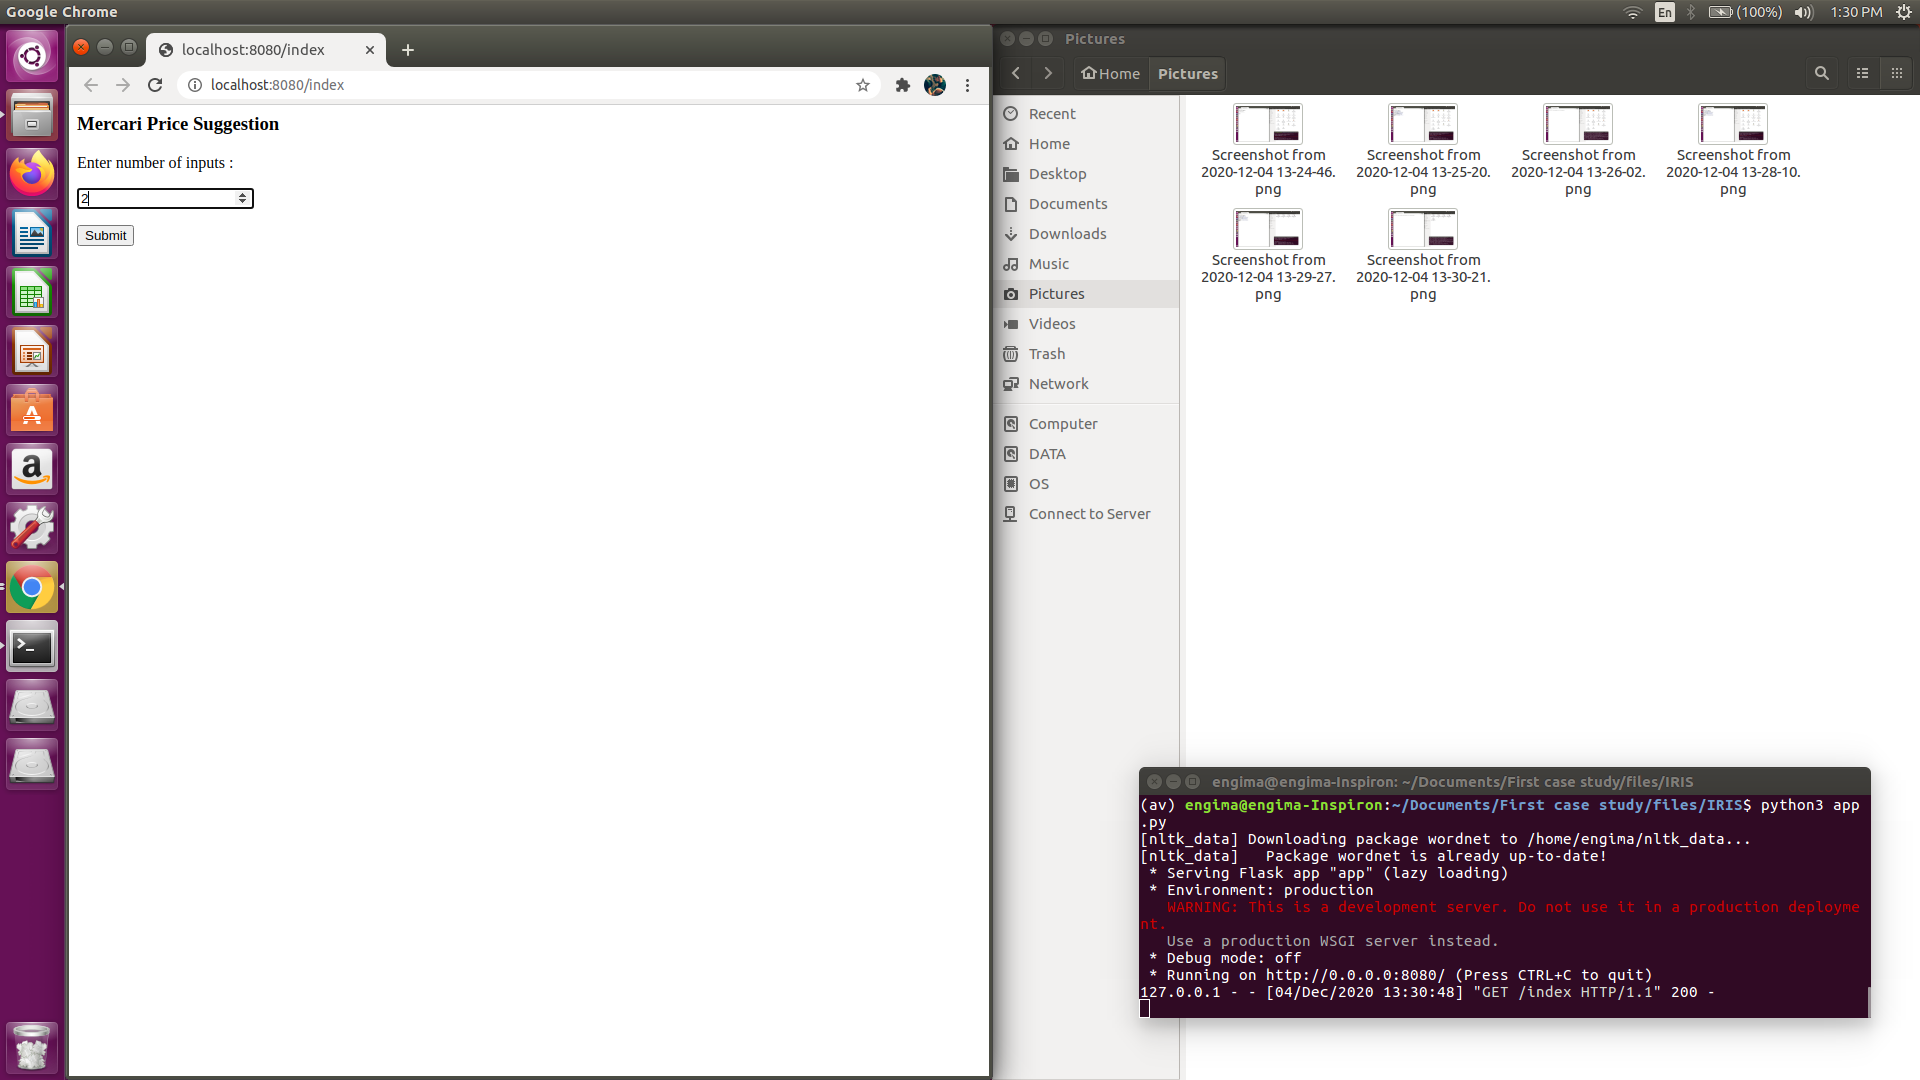 Google Chrome
En
(100%)
1:30 PM
localhost:8080/index
localhost:8080/index
Mercari Price Suggestion
Enter number of inputs :
2
Submit
Pictures
Home
Pictures
Recent
Home
Desktop
Documents
Downloads
Music
Pictures
Videos
Trash
Network
Computer
DATA
OS
Connect to Server
Screenshot from
2020-12-04 13-24-46.
png
Screenshot from
2020-12-04 13-25-20.
png
Screenshot from
2020-12-04 13-26-02.
png
Screenshot from
2020-12-04 13-28-10.
png
Screenshot from
2020-12-04 13-29-27.
png
Screenshot from
2020-12-04 13-30-21.
png
engima@engima-Inspiron: ~/Documents/First case study/files/IRIS
(av) engima@engima-Inspiron:~/Documents/First case study/files/IRIS$ python3 app
.py
[nltk_data] Downloading package wordnet to /home/engima/nltk_data...
[nltk_data]   Package wordnet is already up-to-date!
 * Serving Flask app "app" (lazy loading)
 * Environment: production
   WARNING: This is a development server. Do not use it in a production deployme
nt.
   Use a production WSGI server instead.
 * Debug mode: off
 * Running on http://0.0.0.0:8080/ (Press CTRL+C to quit)
127.0.0.1 - - [04/Dec/2020 13:30:48] "GET /index HTTP/1.1" 200 -